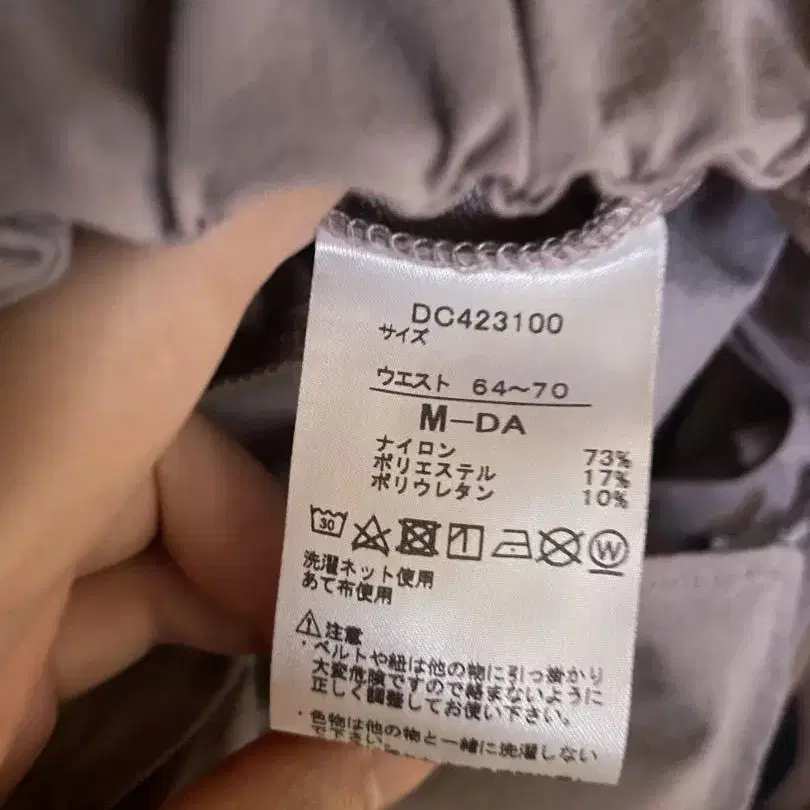 DC423100
サイズ
ウエスト 64～70
M－DA
ナイロン 73%
ポリエステル 17%
ポリウレタン 10%
30 W
洗濯ネット使用
あて布使用
注意
・ベルトや紐は他の物に引っ掛かり
大変危険ですので絡まないように
正しく調整してお使い下さい。
・色物は他の物と一緒に洗濯しない
で下さい。